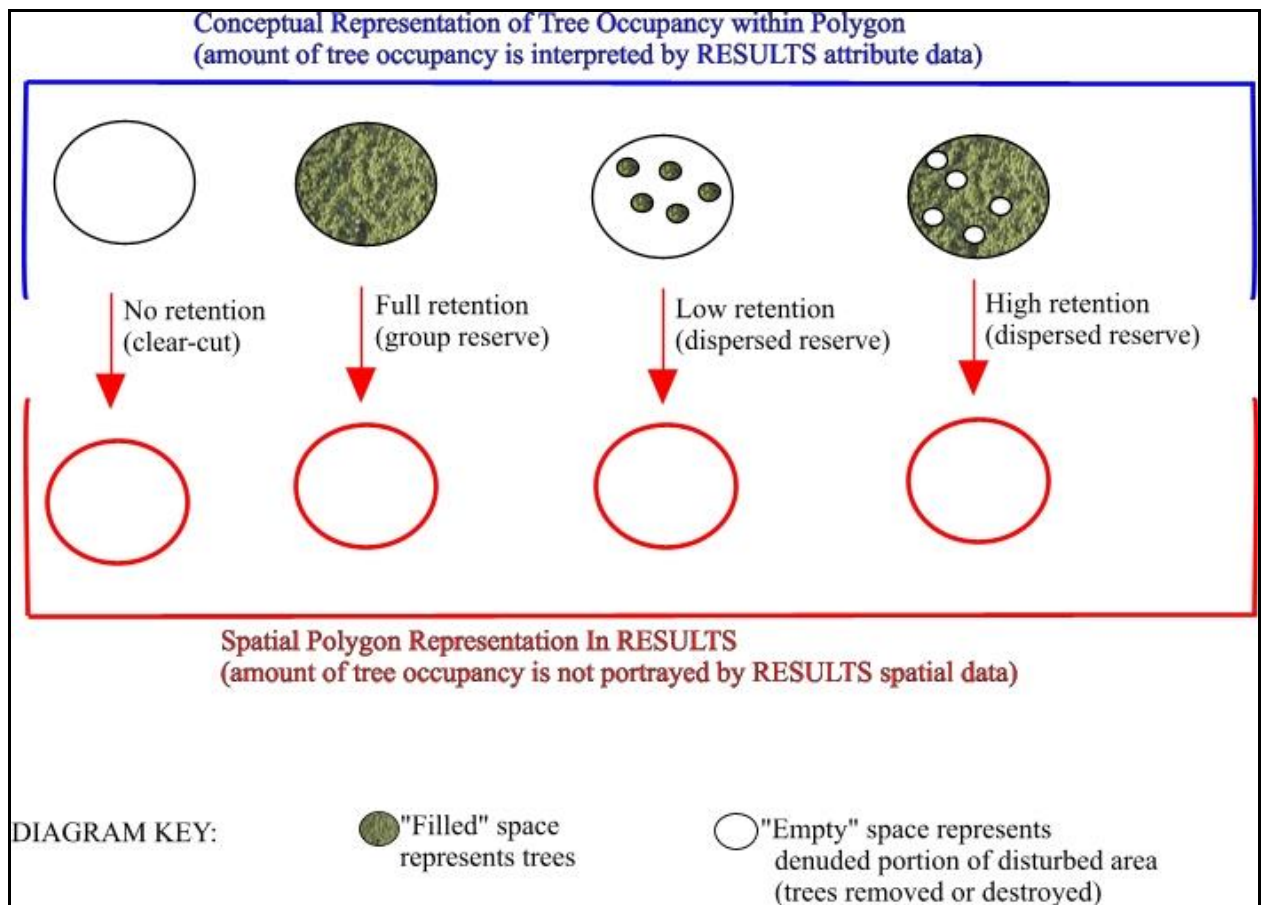 Conceptual Representation of Tree Occupancy within Polygon
(amount of tree occupancy is interpreted by RESULTS attribute data)
No retention
(clear-cut)
Full retention
(group reserve)
Low retention
(dispersed reserve)
High retention
(dispersed reserve)
Spatial Polygon Representation In RESULTS
(amount of tree occupancy is not portrayed by RESULTS spatial data)
DIAGRAM KEY:
"Filled" space
represents trees
"Empty" space represents
denuded portion of disturbed area
(trees removed or destroyed)